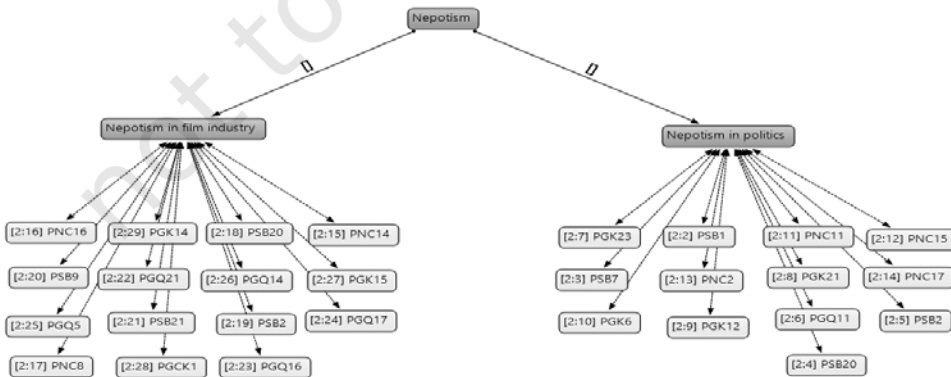 Nepotism
[]
[]
Nepotism in film industry
Nepotism in politics
[2:16] PNC16
[2:29] PGK14
[2:18] PSB20
[2:15] PNC14
[2:7] PGK23
[2:2] PSB1
[2:11] PNC11
[2:12] PNC15
[2:20] PSB9
[2:22] PGQ21
[2:26] PGQ14
[2:27] PGK15
[2:3] PSB7
[2:13] PNC2
[2:8] PGK21
[2:14] PNC17
[2:25] PGQ5
[2:21] PSB21
[2:19] PSB2
[2:24] PGQ17
[2:10] PGK6
[2:9] PGK12
[2:6] PGQ11
[2:5] PSB2
[2:17] PNC8
[2:28] PGCK1
[2:23] PGQ16
[2:4] PSB20
not to